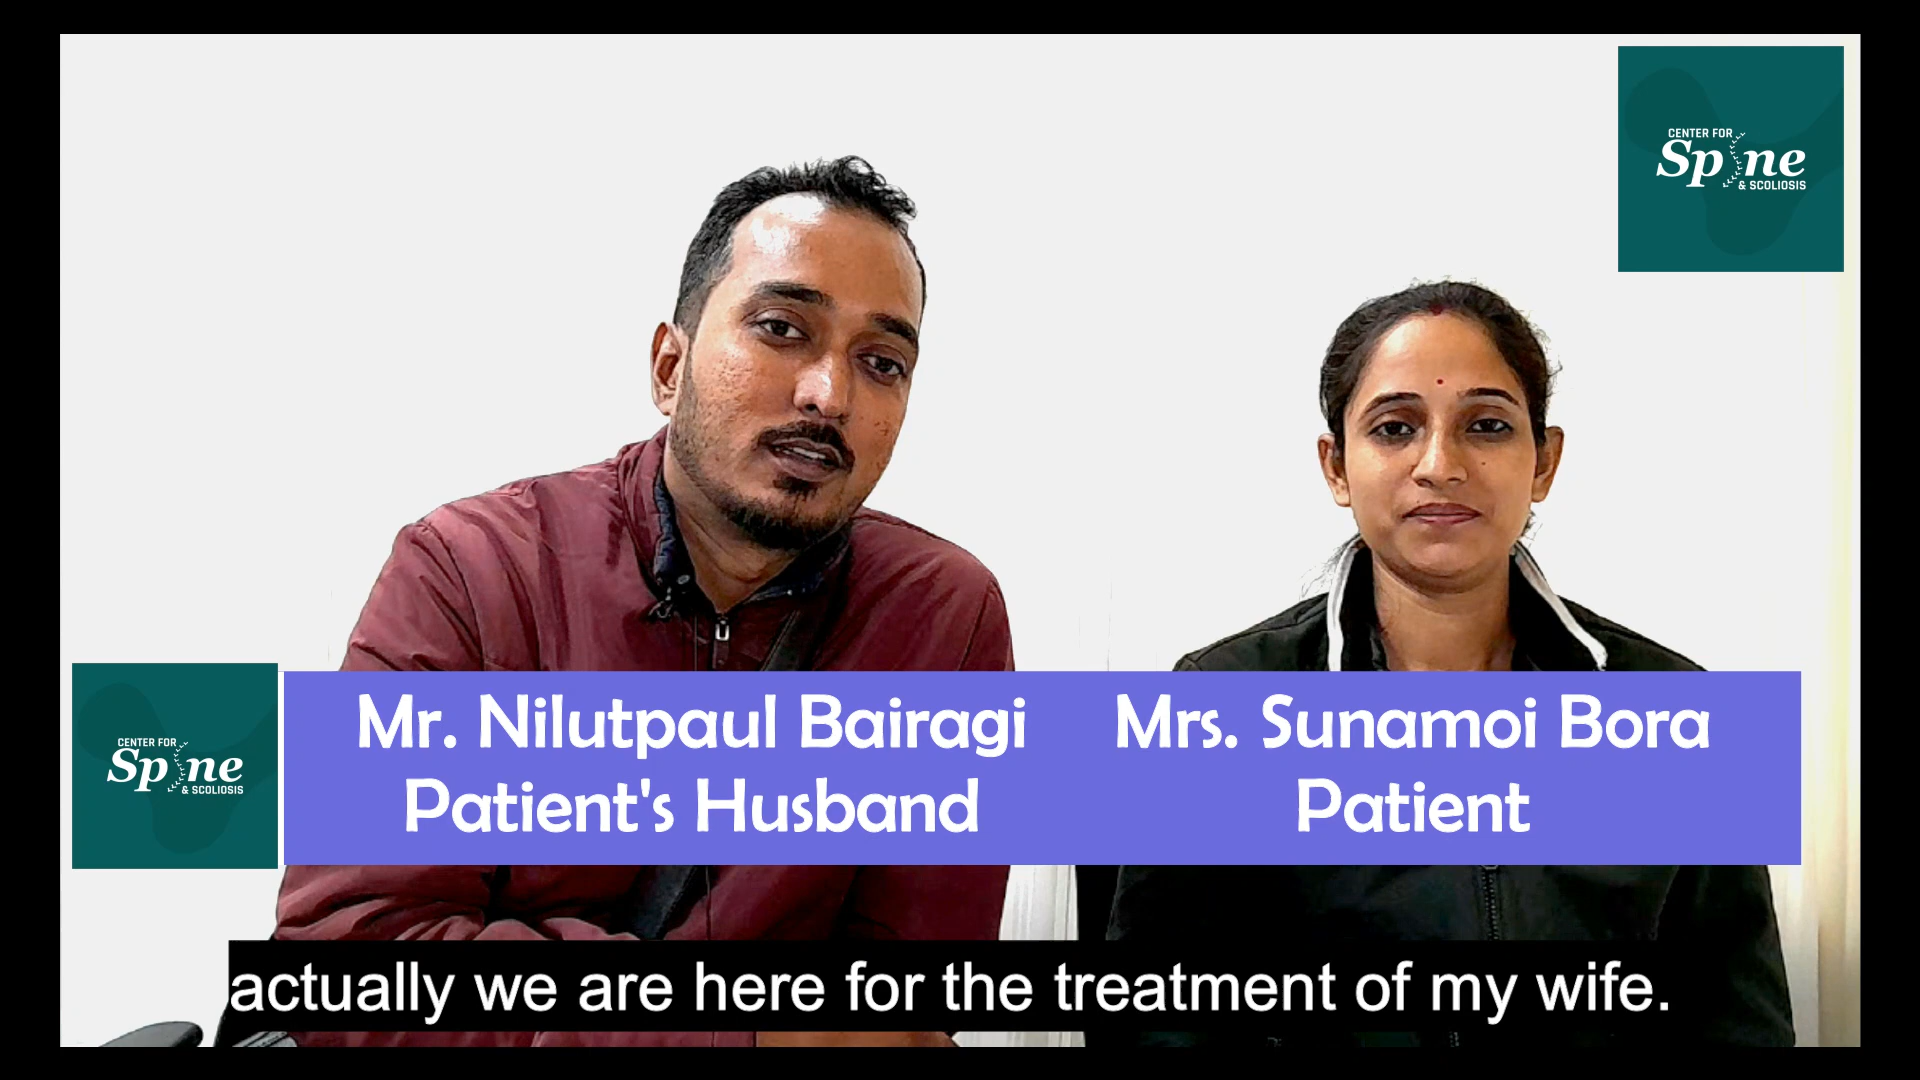 CENTER FOR
Spine
& SCOLIOSIS
Mr. Nilutpaul Bairagi
Patient's Husband
Mrs. Sunamoi Bora
Patient
CENTER FOR
Spine
& SCOLIOSIS
actually we are here for the treatment of my wife.